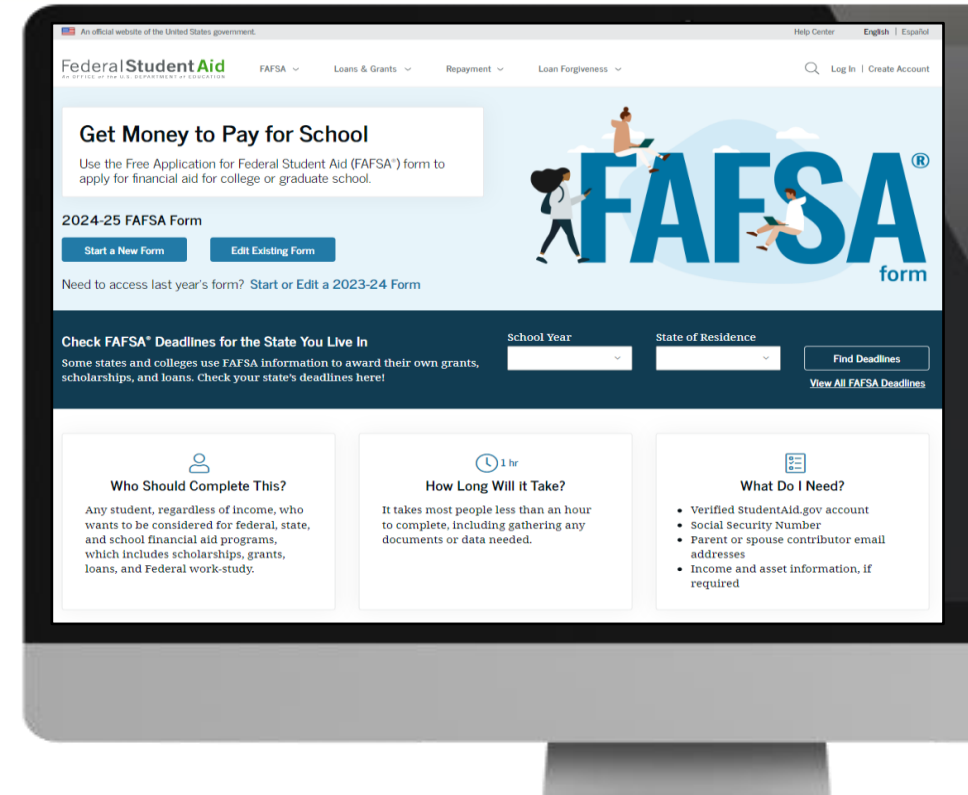 An official website of the United States government.
Help Center English | Español
Federal Student Aid
An OFFICE of the U.S. DEPARTMENT of EDUCATION
FAFSA Loans & Grants Repayment Loan Forgiveness
Log In | Create Account
Get Money to Pay for School
Use the Free Application for Federal Student Aid (FAFSA®) form to
apply for financial aid for college or graduate school.
FAFSA®
form
2024-25 FAFSA Form
Start a New Form Edit Existing Form
Need to access last year's form? Start or Edit a 2023-24 Form
Check FAFSA® Deadlines for the State You Live In
Some states and colleges use FAFSA information to award their own grants,
scholarships, and loans. Check your state's deadlines here!
School Year
State of Residence
Find Deadlines
View All FAFSA Deadlines
Who Should Complete This?
Any student, regardless of income, who
wants to be considered for federal, state,
and school financial aid programs,
which includes scholarships, grants,
loans, and Federal work-study.
1 hr
How Long Will it Take?
It takes most people less than an hour
to complete, including gathering any
documents or data needed.
What Do I Need?
• Verified StudentAid.gov account
• Social Security Number
• Parent or spouse contributor email
addresses
• Income and asset information, if
required